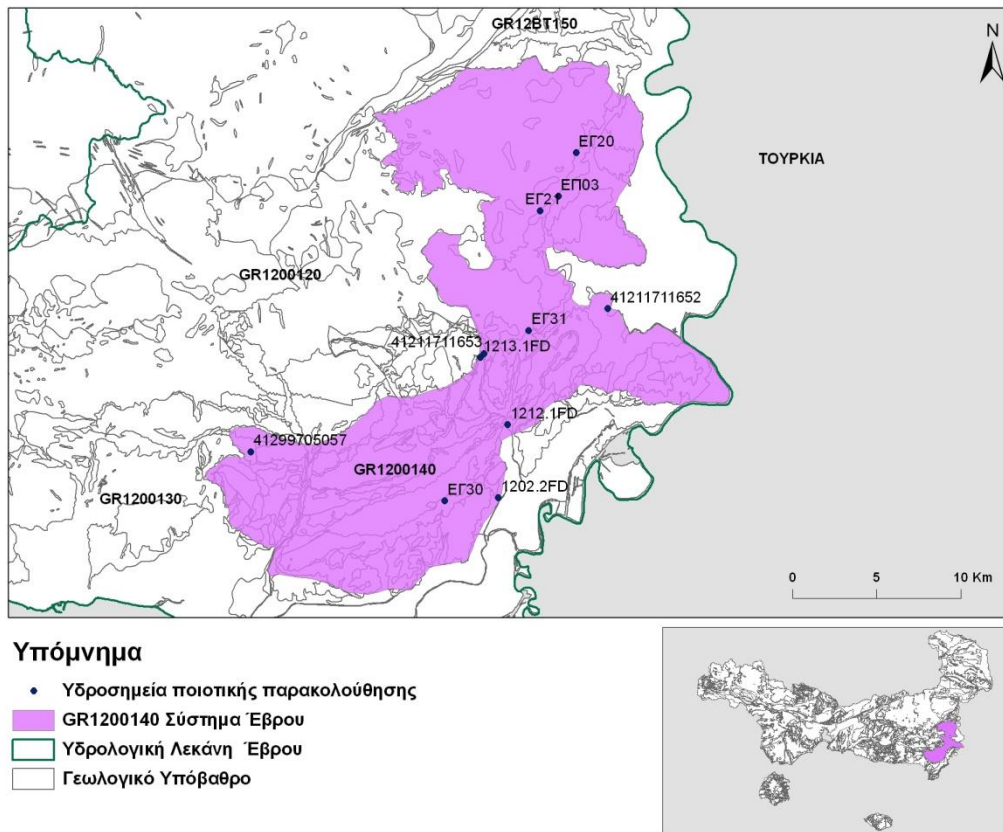 GR12BT150
N
ΕΓ20
ΤΟΥΡΚΙΑ
ΕΠ03
ΕΓ21
GR1200120
41211711652
ΕΓ31
41211711653
1213.1FD
1212.1FD
41299705057
GR1200140
GR1200130
ΕΓ30
1202.2FD
0 5 10 Km
Υπόμνημα
Υδροσημεία ποιοτικής παρακολούθησης
GR1200140 Σύστημα Έβρου
Υδρολογική Λεκάνη Έβρου
Γεωλογικό Υπόβαθρο